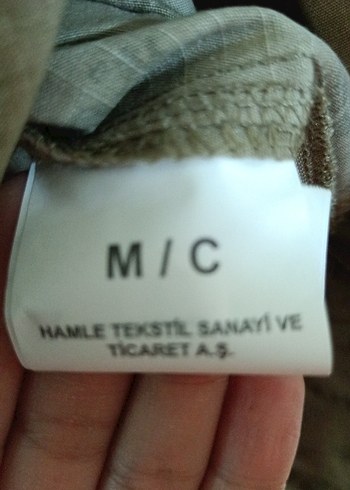 M / C
HAMLE TEKSTİL SANAYİ VE
TİCARET A.Ş.